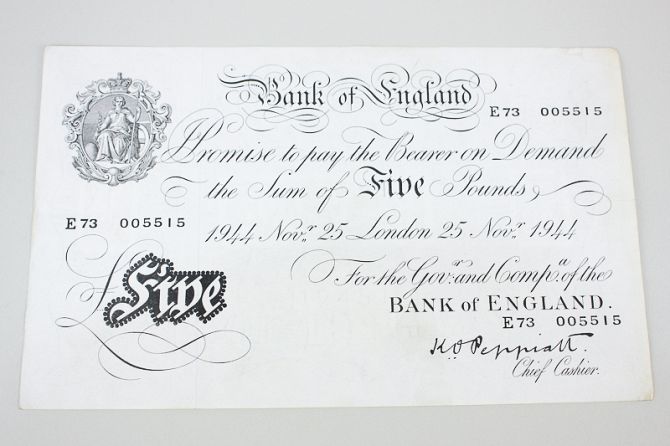 Bank of England
E73 005515
I Promise to pay the Bearer on Demand
the Sum of Five Pounds
E73 005515
1944 Novr. 25 London 25 Novr. 1944
For the Govr. and Compa. of the
BANK of ENGLAND.
£ Five
E73 005515
K O Peppiatt.
Chief Cashier.